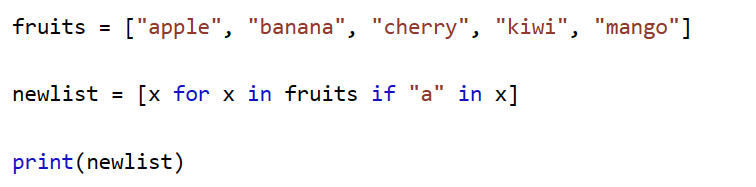 fruits = ["apple", "banana", "cherry", "kiwi", "mango"]
newlist = [x for x in fruits if "a" in x]
print(newlist)